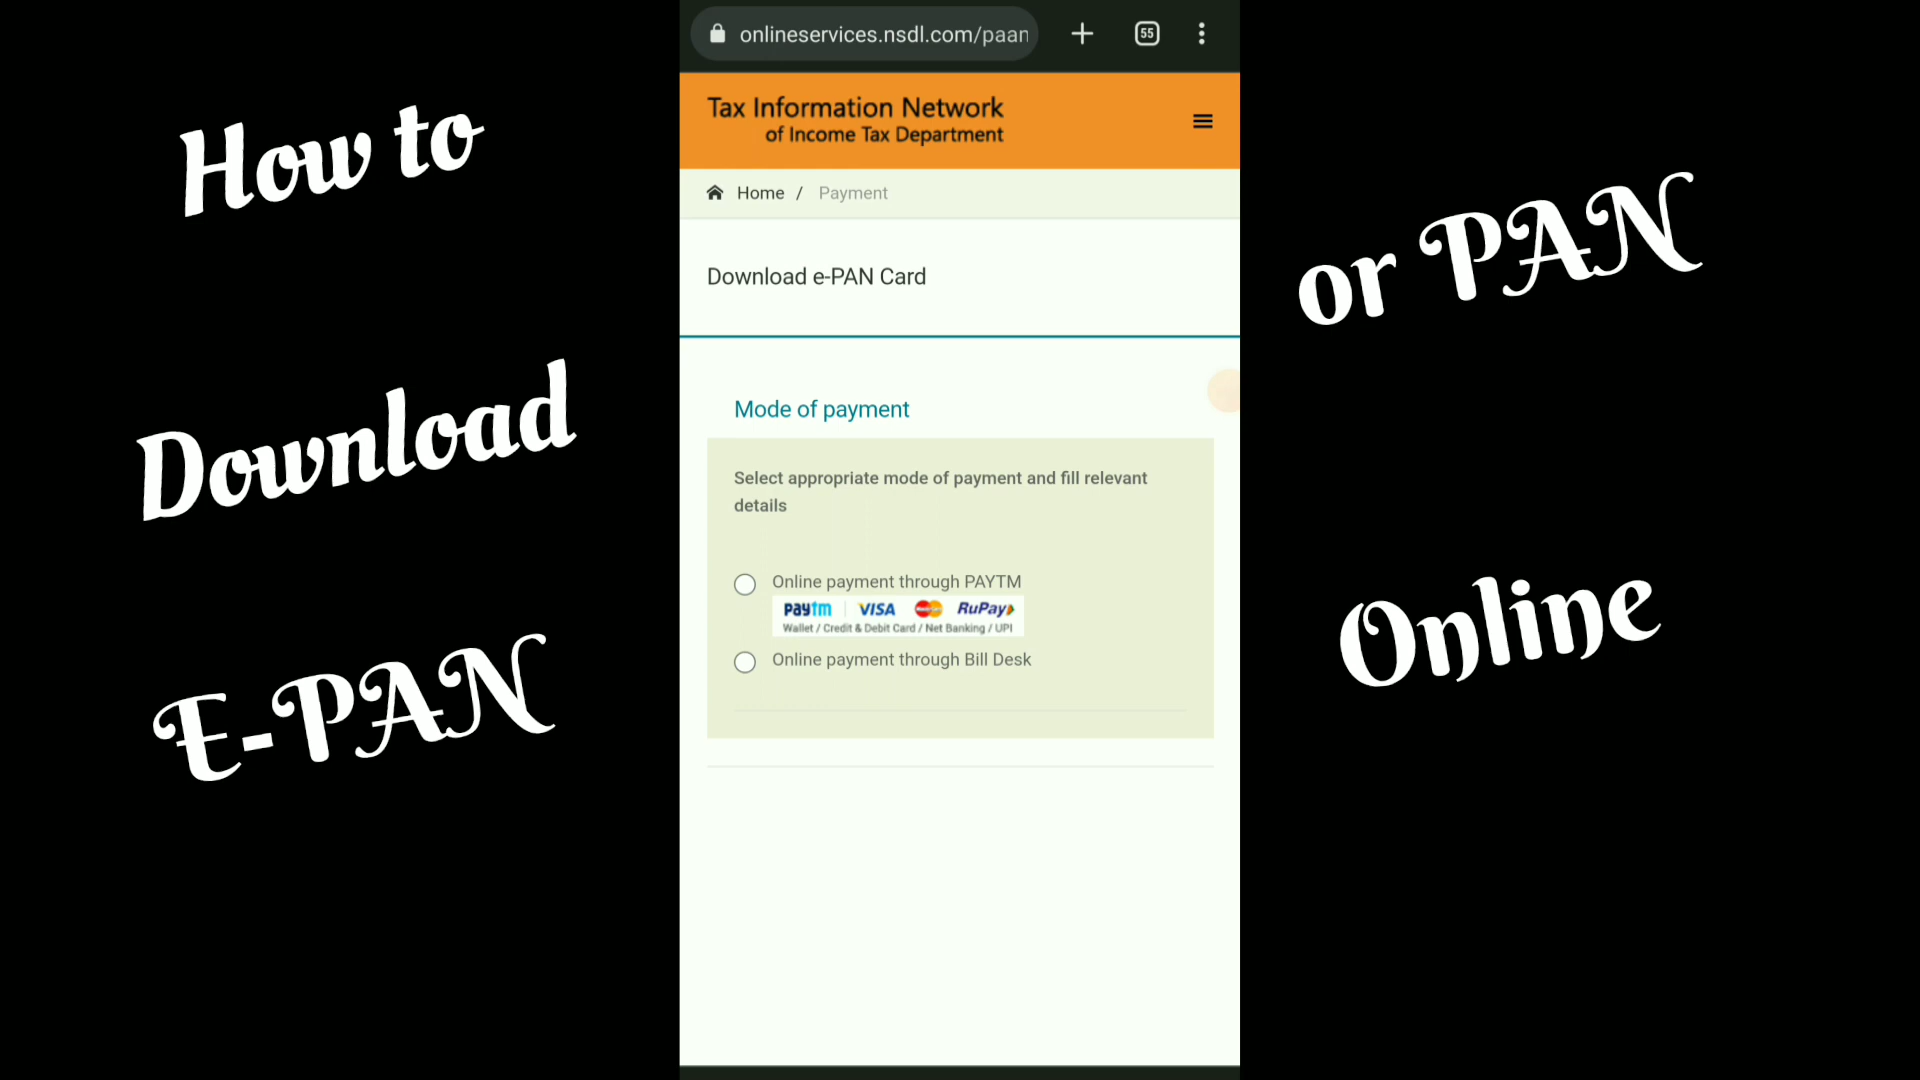 How to
Download
E-PAN
onlineservices.nsdl.com/paan
55
Tax Information Network
of Income Tax Department
Home / Payment
Download e-PAN Card
Mode of payment
Select appropriate mode of payment and fill relevant
details
Online payment through PAYTM
paytm VISA RuPay
Wallet / Credit & Debit Card / Net Banking / UPI
Online payment through Bill Desk
or PAN
Online